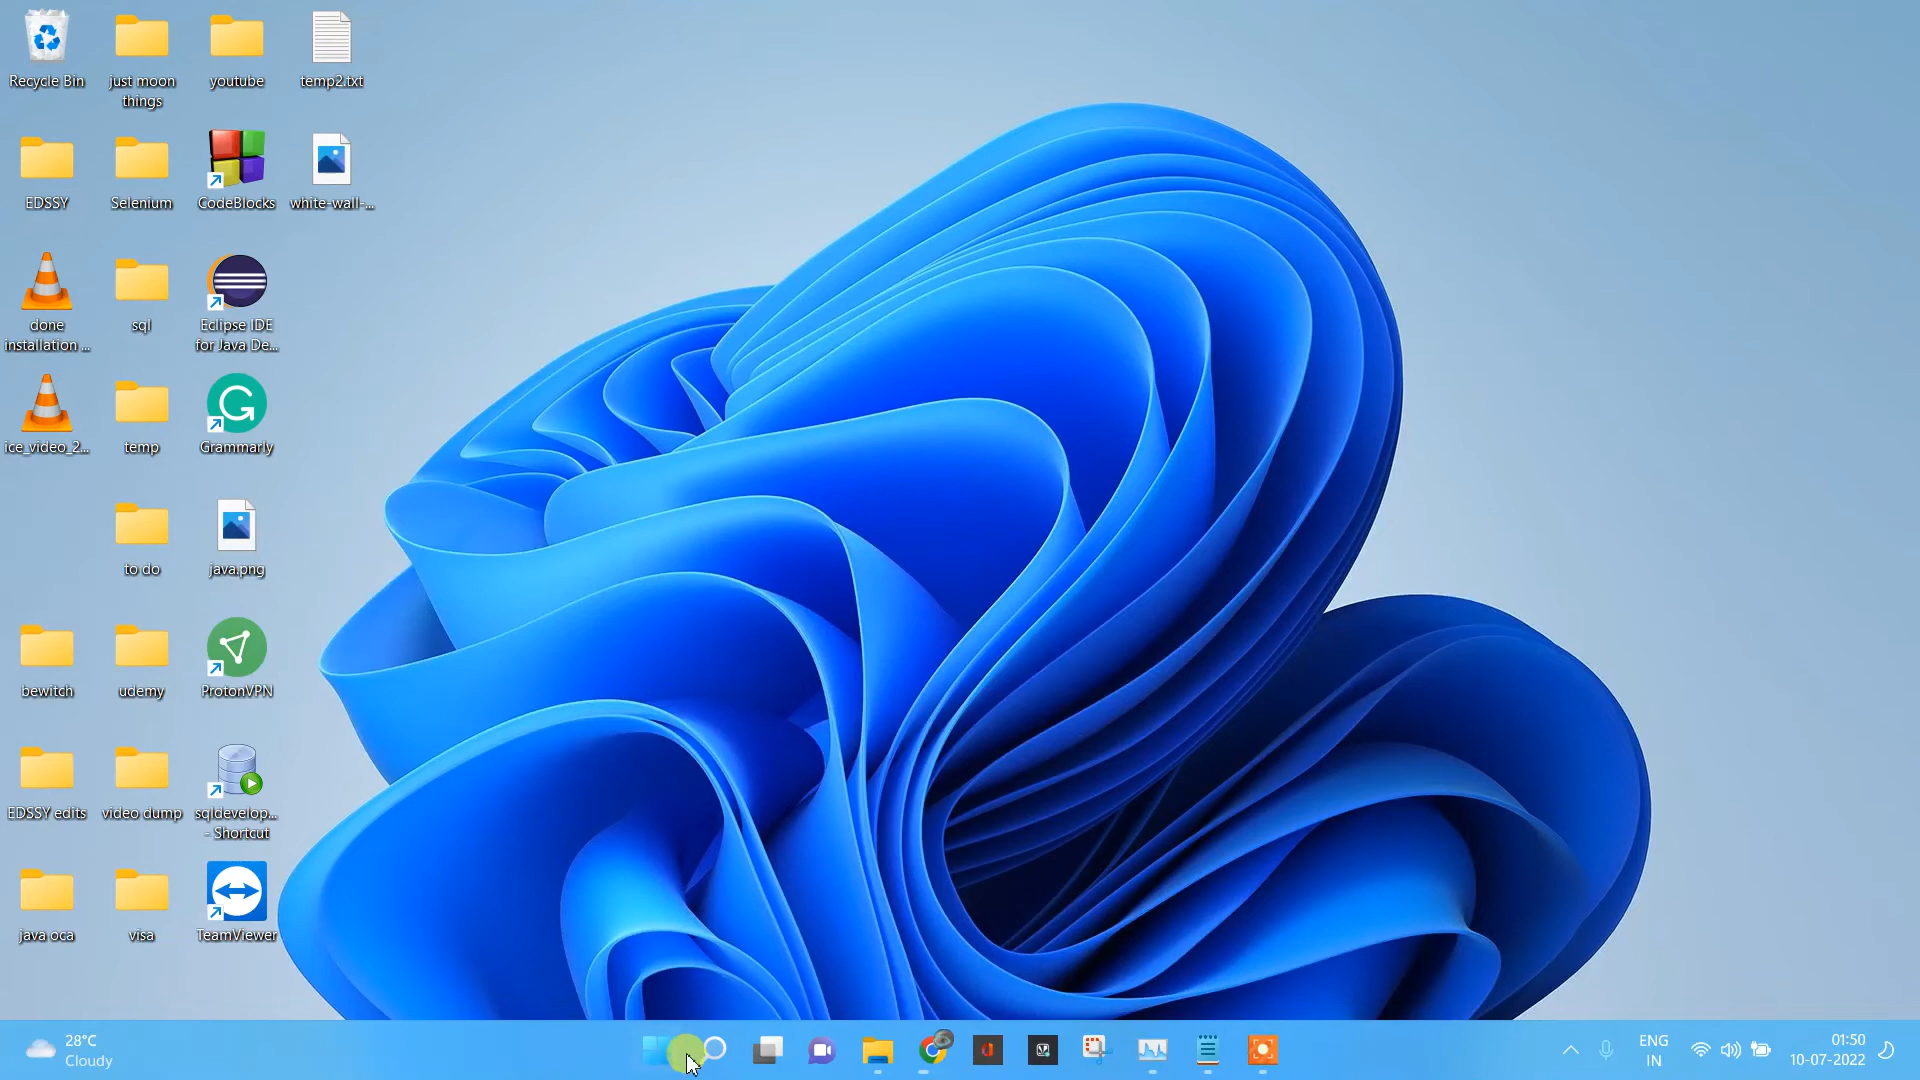 Recycle Bin
just moon
things
youtube
temp2.txt
EDSSY
Selenium
CodeBlocks
white-wall-...
done
installation ...
sql
Eclipse IDE
for Java De...
ice_video_2...
temp
Grammarly
to do
java.png
bewitch
udemy
ProtonVPN
EDSSY edits
video dump
sqldevelop...
- Shortcut
java oca
visa
TeamViewer
28°C
Cloudy
ENG
IN
01:50
10-07-2022